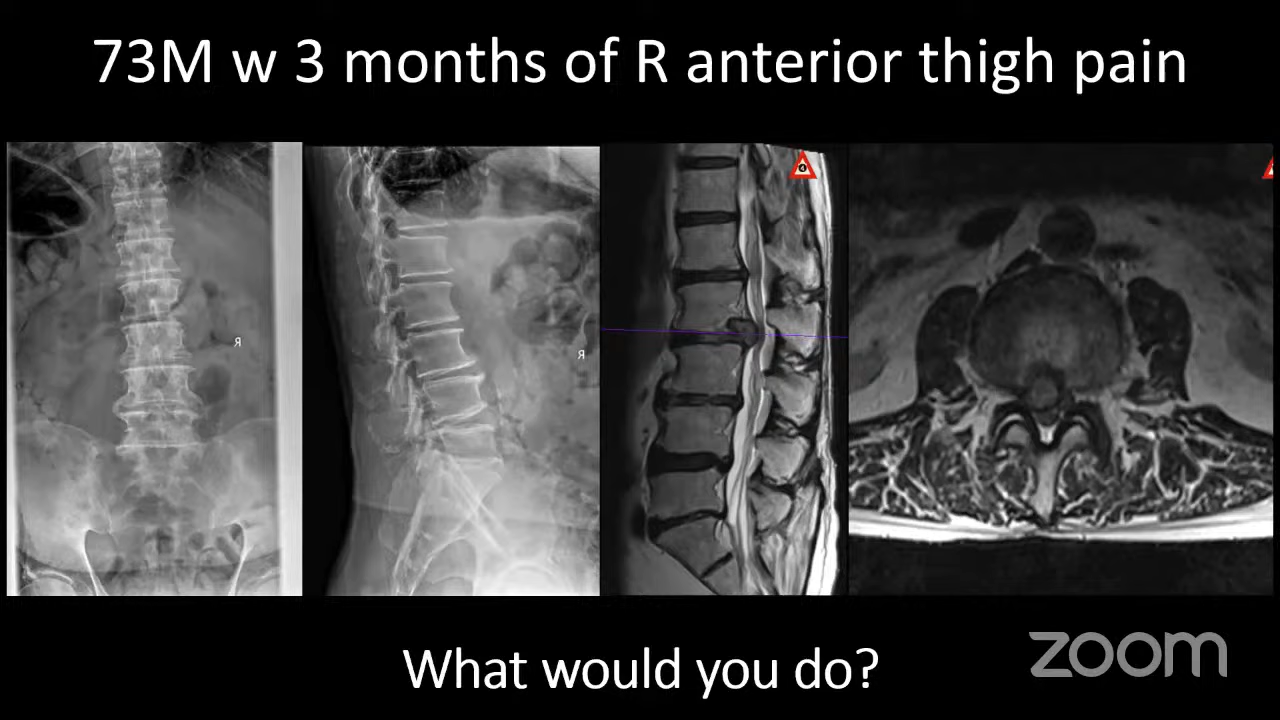 73M w 3 months of R anterior thigh pain
R
R
What would you do?
zoom